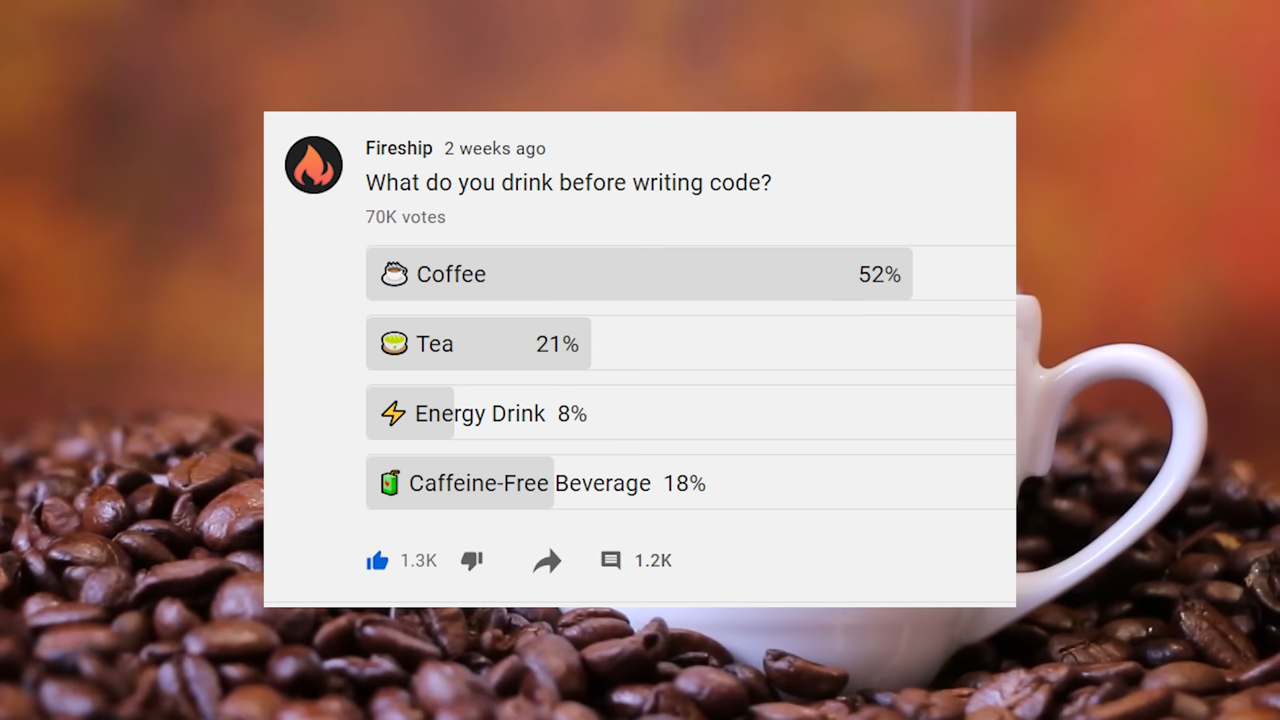 Fireship 2 weeks ago
What do you drink before writing code?
70K votes
☕ Coffee 52%
🍵 Tea 21%
⚡ Energy Drink 8%
🧃 Caffeine-Free Beverage 18%
1.3K 1.2K